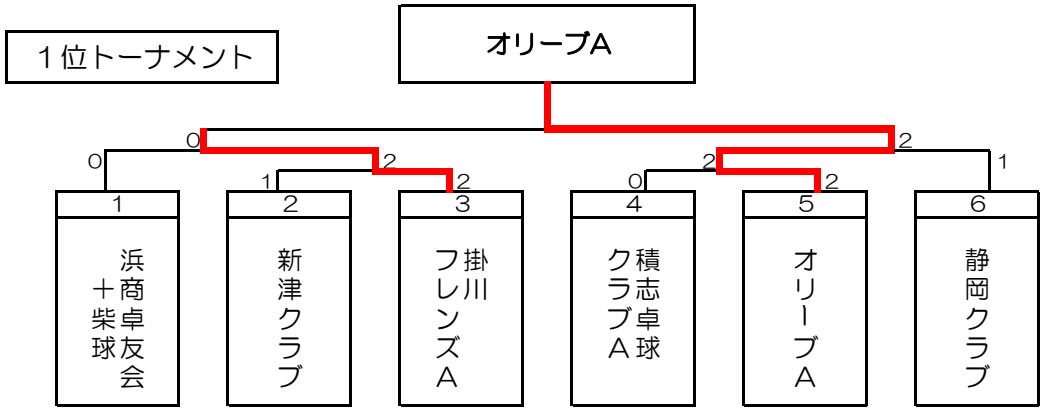 オリーブA
1位トーナメント
0 2
0 2 2 1
1 2 0 2
1 2 3 4 5 6
浜商卓友会
+柴球
新津クラブ
掛川
フレンズA
積志卓球
クラブA
オリーブA
静岡クラブ